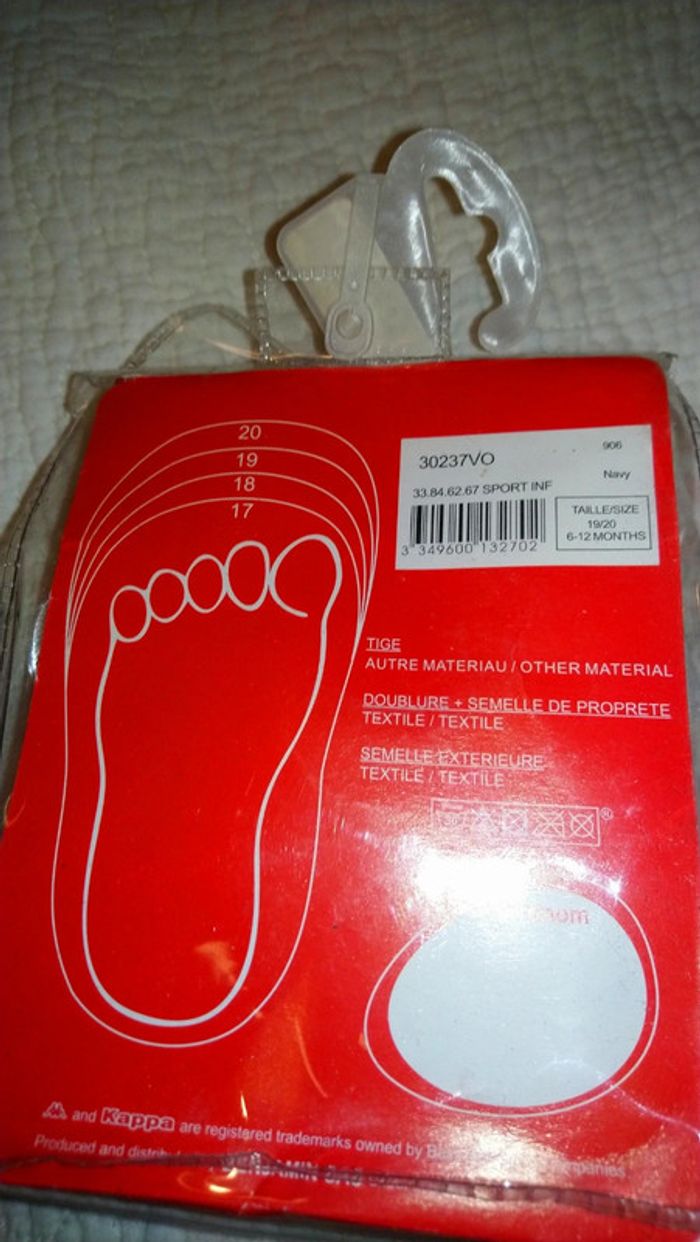 20
19
18
17
30237VO
906
Navy
33.84.62.67 SPORT INF
TAILLE/SIZE
19/20
6-12 MONTHS
3 349600 132702
TIGE
AUTRE MATERIAU / OTHER MATERIAL
DOUBLURE + SEMELLE DE PROPRETE
TEXTILE / TEXTILE
SEMELLE EXTERIEURE
TEXTILE / TEXTILE
and Kappa are registered trademarks owned by
Produced and